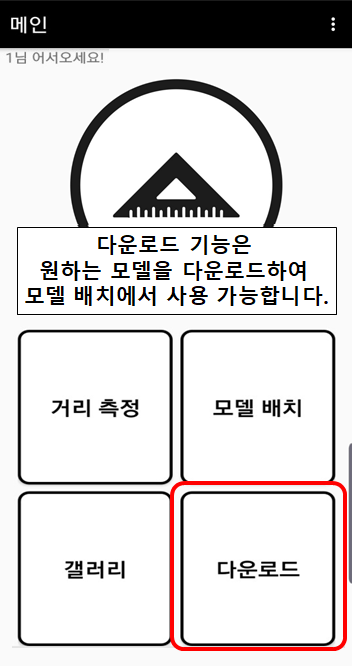 메인
1님 어서오세요!
다운로드 기능은
원하는 모델을 다운로드하여
모델 배치에서 사용 가능합니다.
거리 측정
모델 배치
갤러리
다운로드